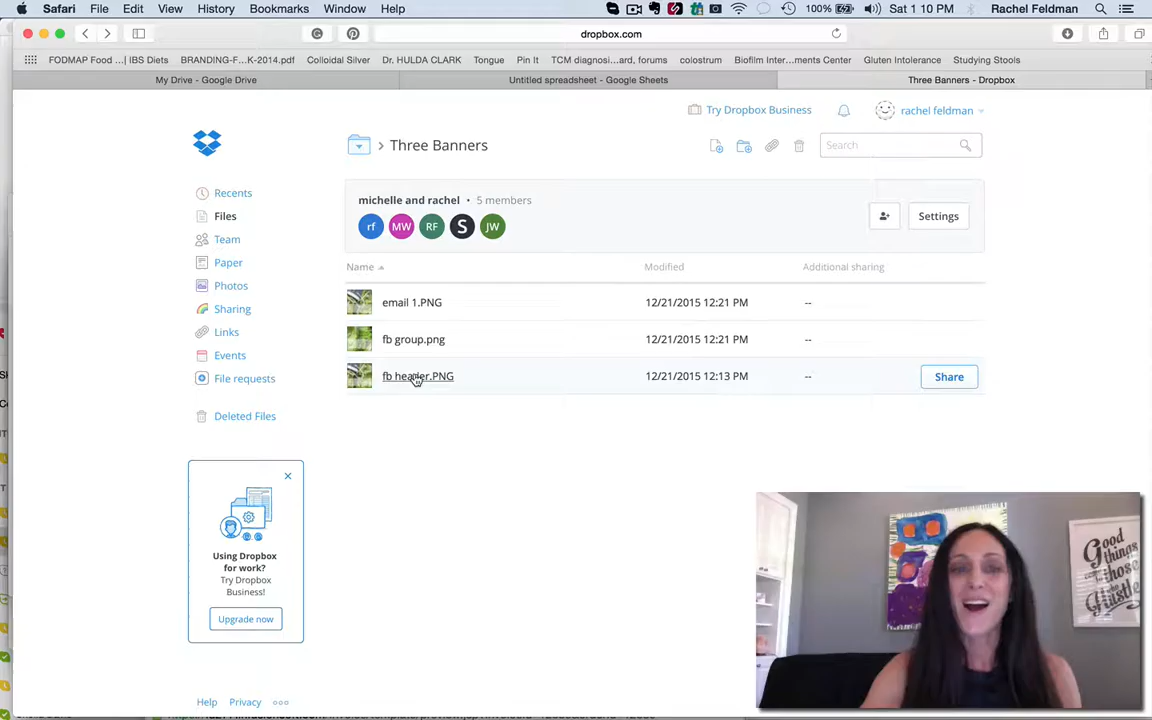 Safari File Edit View History Bookmarks Window Help 100% Sat 1 10 PM Rachel Feldman
dropbox.com
FODMAP Food ...| IBS Diets BRANDING-F...K-2014.pdf Colloidal Silver Dr. HULDA CLARK Tongue Pin It TCM diagnosi...ard, forums colostrum Biofilm Inter...ments Center Gluten Intolerance Studying Stools
My Drive - Google Drive Untitled spreadsheet - Google Sheets Three Banners - Dropbox
Try Dropbox Business rachel feldman
> Three Banners Search
Recents
Files
Team
Paper
Photos
Sharing
Links
Events
File requests
Deleted Files
michelle and rachel • 5 members
rf MW RF S JW
Settings
Name Modified Additional sharing
email 1.PNG 12/21/2015 12:21 PM --
fb group.png 12/21/2015 12:21 PM --
fb header.PNG 12/21/2015 12:13 PM -- Share
Using Dropbox
for work?
Try Dropbox
Business!
Upgrade now
Help Privacy
Good
things
those
Hustle